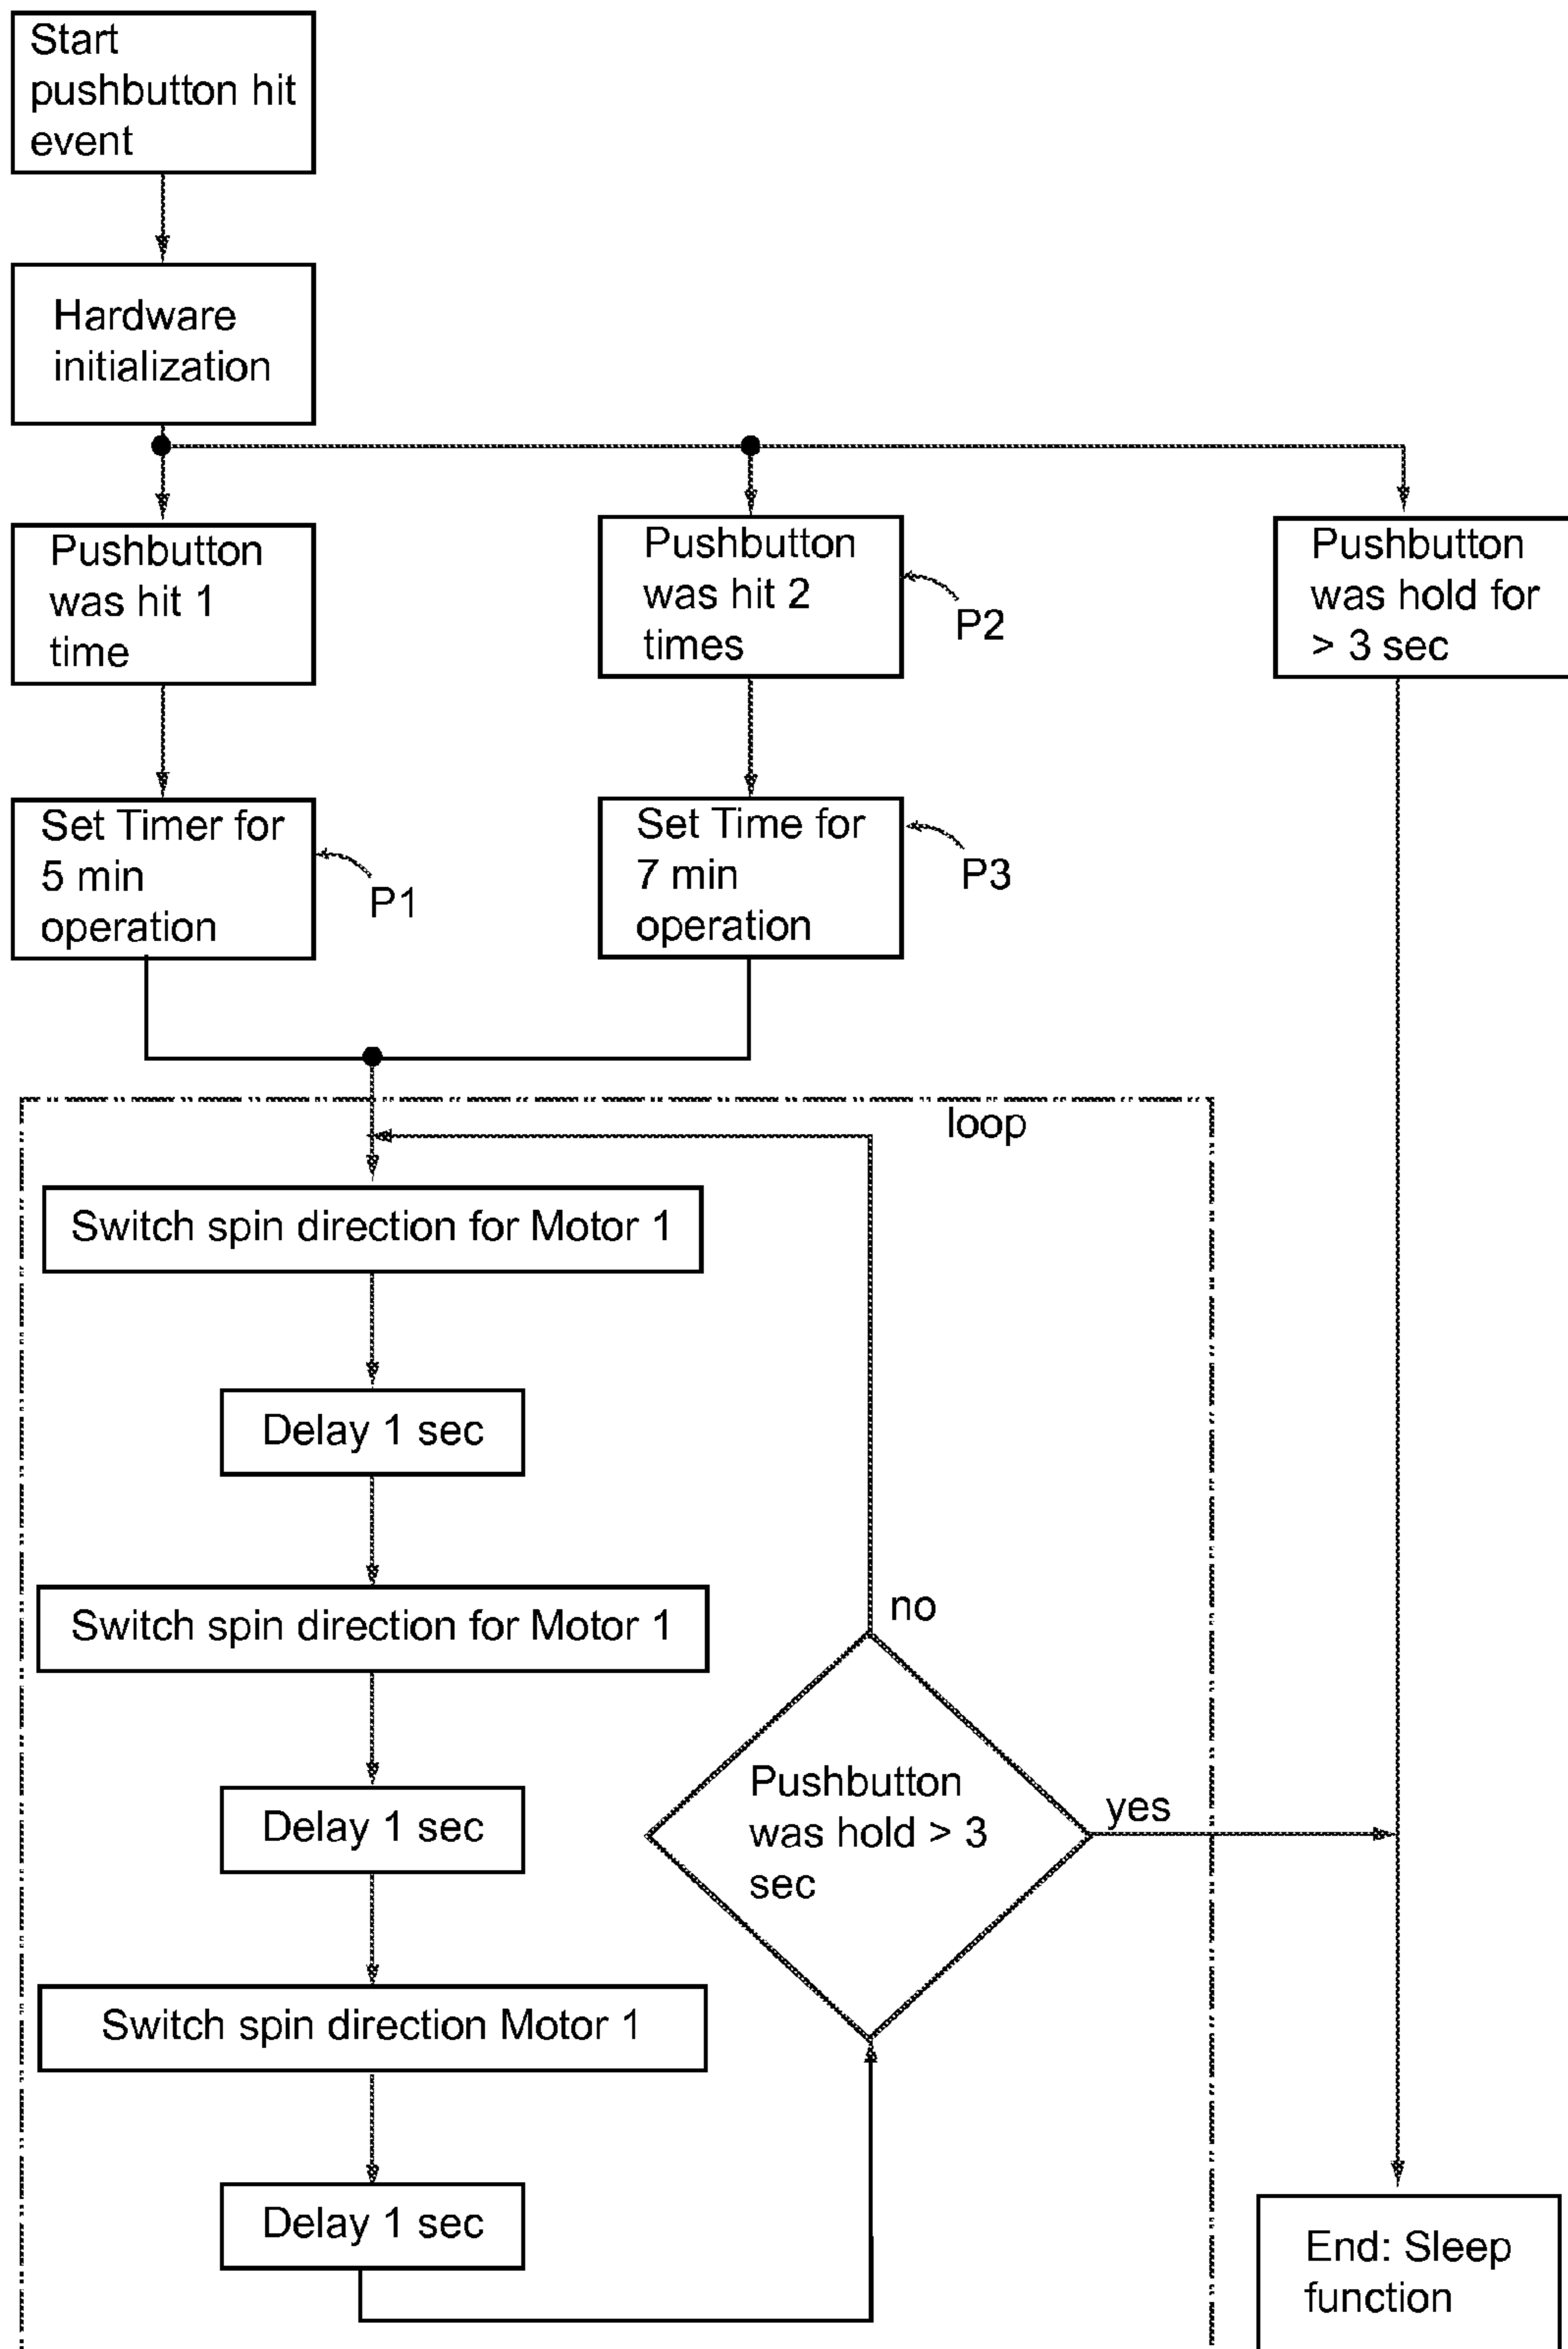 Start
pushbutton hit
event
Hardware
initialization
Pushbutton
was hit 1
time
Pushbutton
was hit 2
times
P2
Pushbutton
was hold for
> 3 sec
Set Timer for
5 min
operation
P1
Set Time for
7 min
operation
P3
loop
Switch spin direction for Motor 1
Delay 1 sec
Switch spin direction for Motor 1
no
Delay 1 sec
Pushbutton
was hold > 3
sec
yes
Switch spin direction Motor 1
Delay 1 sec
End: Sleep
function